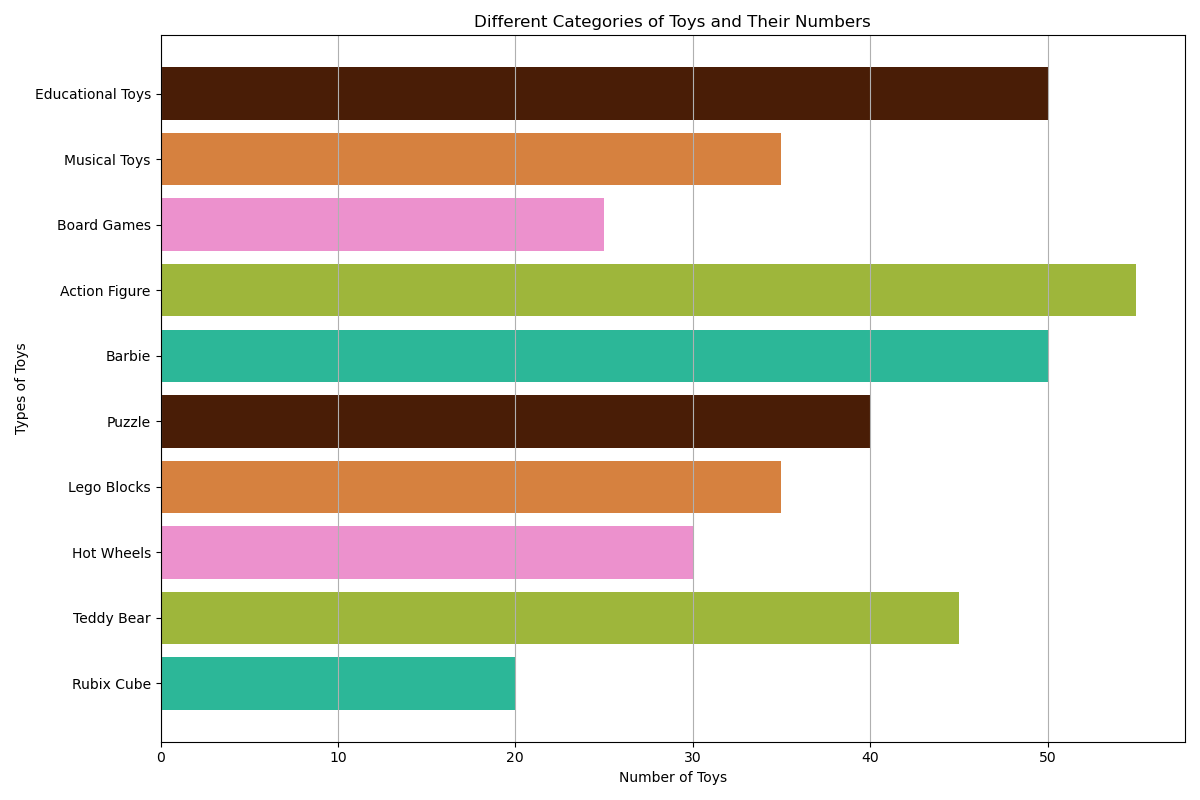 Different Categories of Toys and Their Numbers
Types of Toys
Educational Toys
Musical Toys
Board Games
Action Figure
Barbie
Puzzle
Lego Blocks
Hot Wheels
Teddy Bear
Rubix Cube
0 10 20 30 40 50
Number of Toys